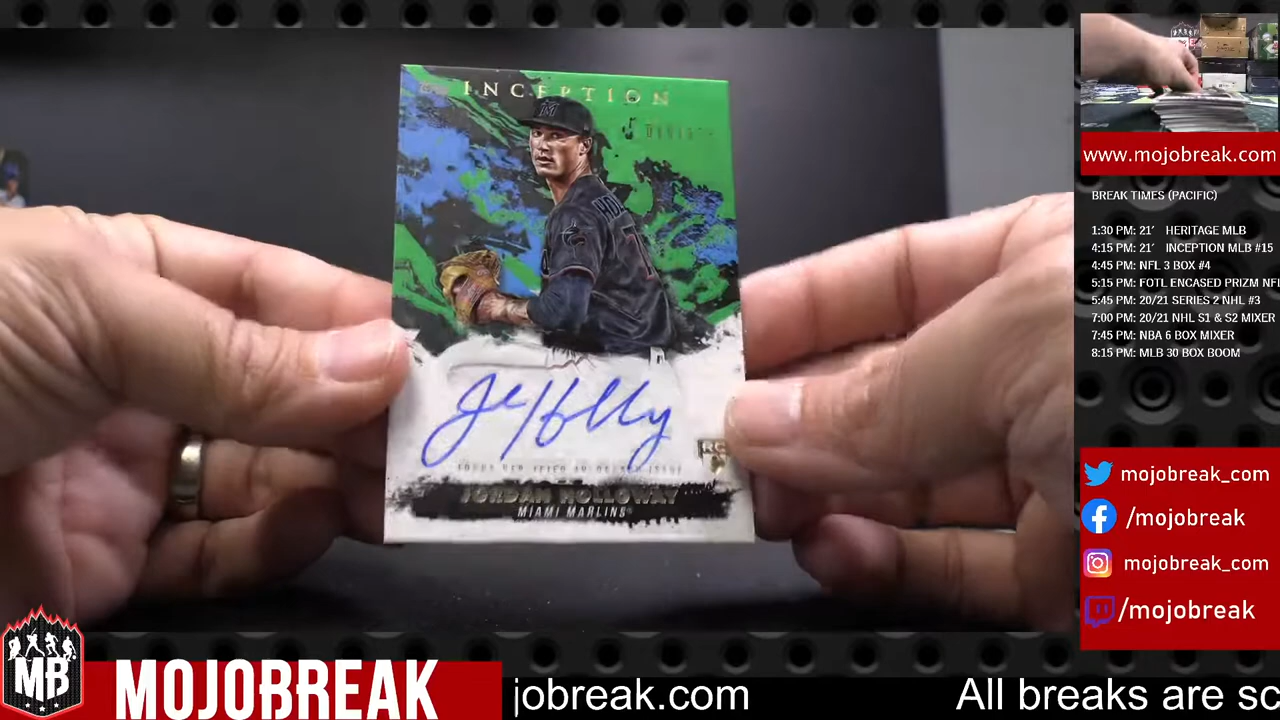 INCEPTION
HOL
JORDAN HOLLOWAY
MIAMI MARLINS
RC
www.mojobreak.com
BREAK TIMES (PACIFIC)
1:30 PM: 21' HERITAGE MLB
4:15 PM: 21' INCEPTION MLB #15
4:45 PM: NFL 3 BOX #4
5:15 PM: FOTL ENCASED PRIZM NFL
5:45 PM: 20/21 SERIES 2 NHL #3
7:00 PM: 20/21 NHL S1 & S2 MIXER
7:45 PM: NBA 6 BOX MIXER
8:15 PM: MLB 30 BOX BOOM
mojobreak_com
/mojobreak
mojobreak_com
/mojobreak
MB
MOJOBREAK
jobreak.com All breaks are sc